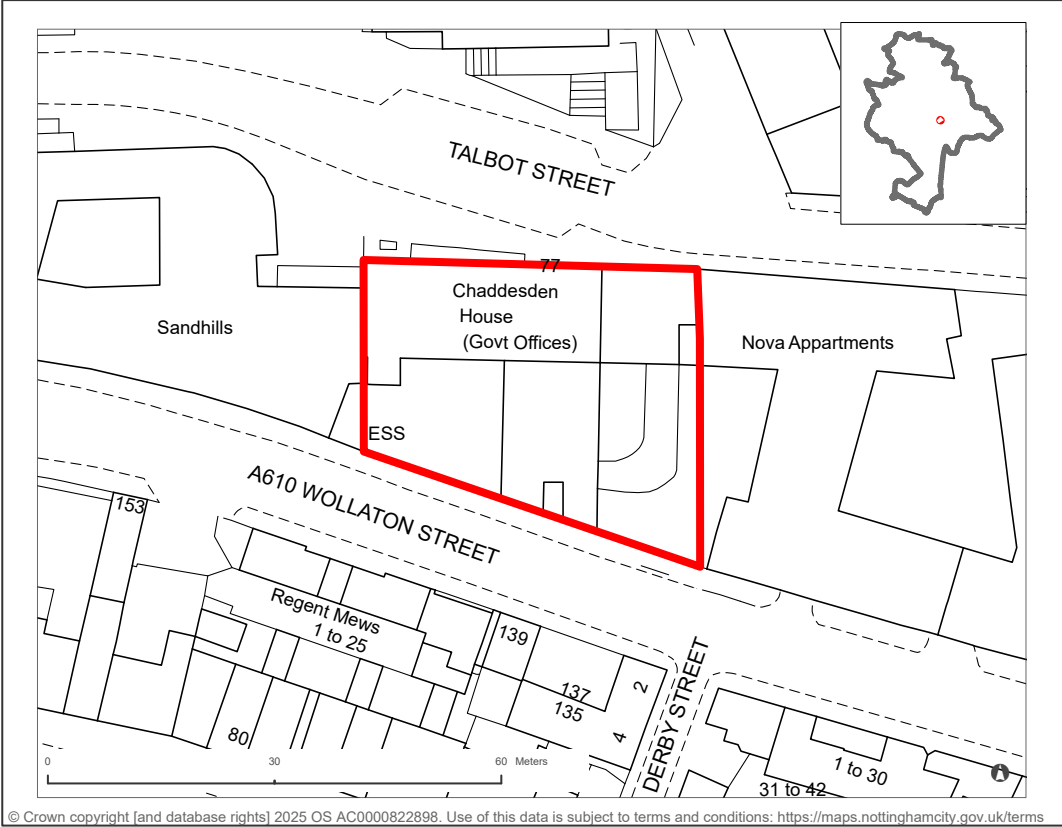 TALBOT STREET
77
Chaddesden
House
(Govt Offices)
Sandhills
Nova Appartments
ESS
A610 WOLLATON STREET
153
Regent Mews
1 to 25
139
137
135
2
4
DERBY STREET
80
1 to 30
31 to 42
0 30 60 Meters
© Crown copyright [and database rights] 2025 OS AC0000822898. Use of this data is subject to terms and conditions: https://maps.nottinghamcity.gov.uk/terms